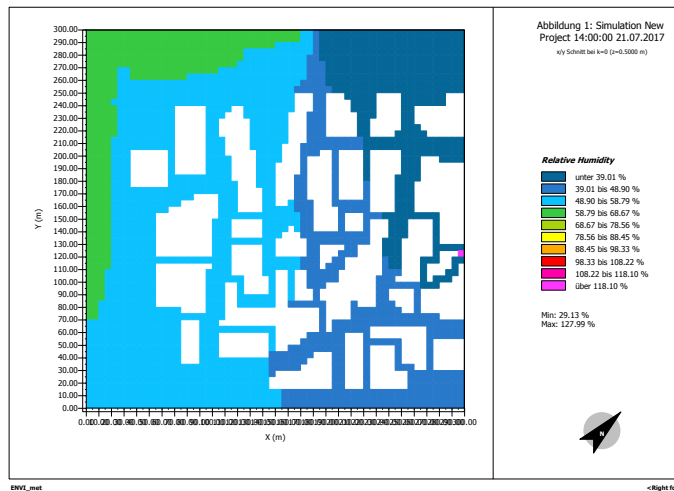 Abbildung 1: Simulation New
Project 14:00:00 21.07.2017
x/y Schnitt bei k=0 (z=0.5000 m)
300.00
290.00
280.00
270.00
260.00
250.00
240.00
230.00
220.00
210.00
200.00
190.00
180.00
170.00
160.00
150.00
140.00
130.00
120.00
110.00
100.00
90.00
80.00
70.00
60.00
50.00
40.00
30.00
20.00
10.00
0.00
Y (m)
X (m)
Relative Humidity
unter 39.01 %
39.01 bis 48.90 %
48.90 bis 58.79 %
58.79 bis 68.67 %
68.67 bis 78.56 %
78.56 bis 88.45 %
88.45 bis 98.33 %
98.33 bis 108.22 %
108.22 bis 118.10 %
über 118.10 %
Min: 29.13 %
Max: 127.99 %
N
ENVI_met
<Right fo